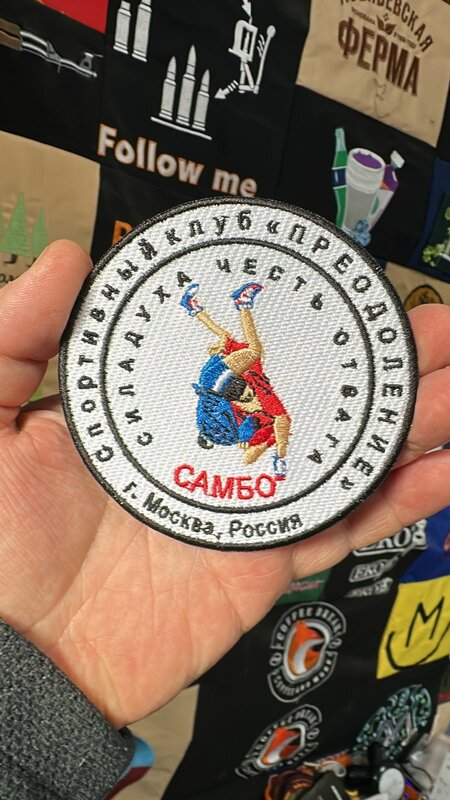 ФЕРМА
Follow me
Спортивный клуб «ПРЕОДОЛЕНИЕ»
СИЛА ДУХА ЧЕСТЬ ОТВАГА
САМБО
г. Москва, Россия
M